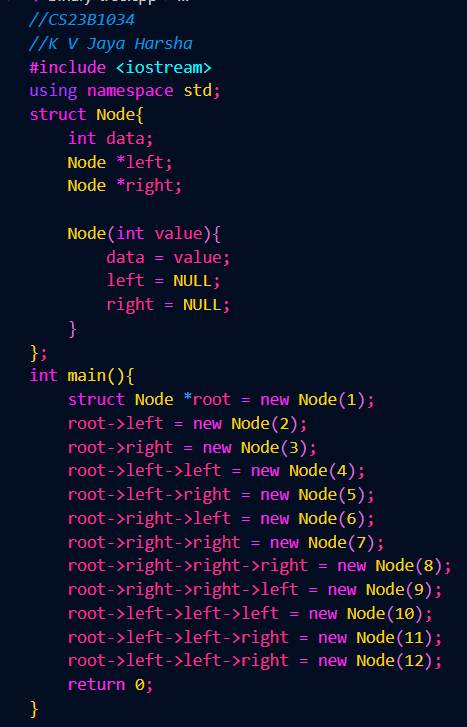 //CS23B1034
//K V Jaya Harsha
#include <iostream>
using namespace std;
struct Node{
    int data;
    Node *left;
    Node *right;

    Node(int value){
        data = value;
        left = NULL;
        right = NULL;
    }
};
int main(){
    struct Node *root = new Node(1);
    root->left = new Node(2);
    root->right = new Node(3);
    root->left->left = new Node(4);
    root->left->right = new Node(5);
    root->right->left = new Node(6);
    root->right->right = new Node(7);
    root->right->right->right = new Node(8);
    root->right->right->left = new Node(9);
    root->left->left->left = new Node(10);
    root->left->left->right = new Node(11);
    root->left->left->right = new Node(12);
    return 0;
}